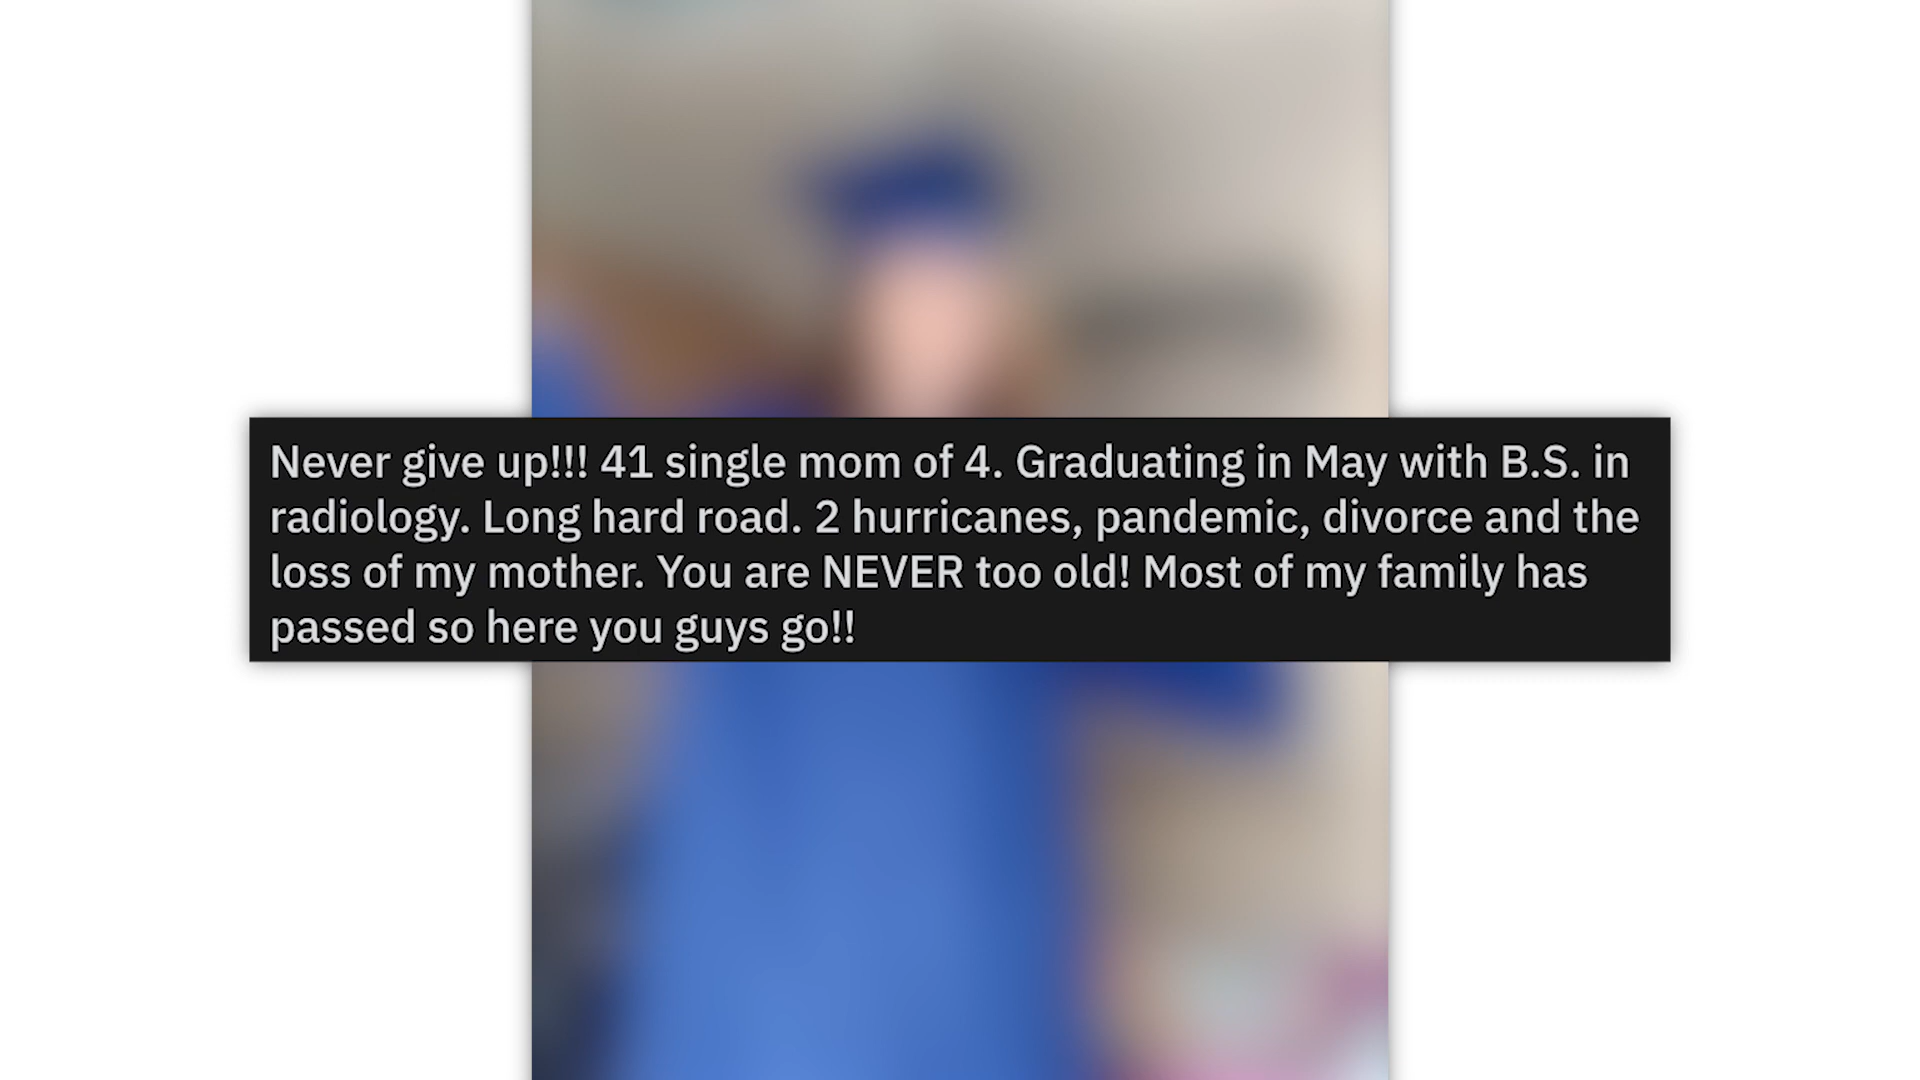 Never give up!!! 41 single mom of 4. Graduating in May with B.S. in
radiology. Long hard road. 2 hurricanes, pandemic, divorce and the
loss of my mother. You are NEVER too old! Most of my family has
passed so here you guys go!!